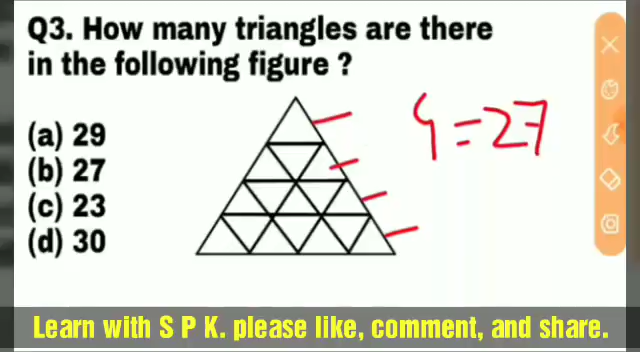 Q3. How many triangles are there
in the following figure ?
(a) 29
(b) 27
(c) 23
(d) 30
4=27
Learn with S P K. please like, comment, and share.